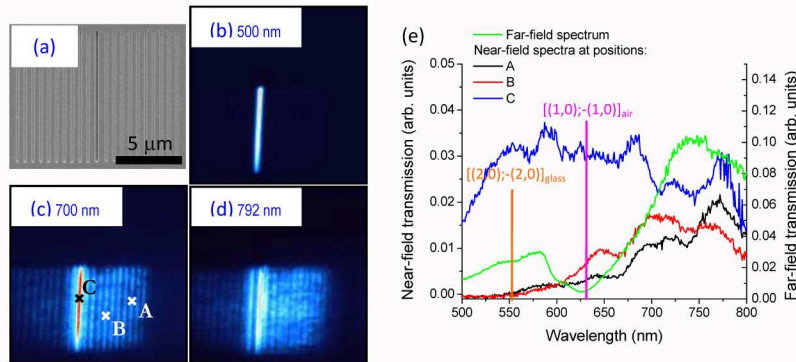 (a)
5 μm
(b) 500 nm
(c) 700 nm
C
A
B
(d) 792 nm
(e)
Far-field spectrum
Near-field spectra at positions:
A
B
C
[(1,0);-(1,0)]air
[(2,0);-(2,0)]glass
Near-field transmission (arb. units)
0.05
0.04
0.03
0.02
0.01
0.00
Far-field transmission (arb. units)
0.14
0.12
0.10
0.08
0.06
0.04
0.02
0.00
500 550 600 650 700 750 800
Wavelength (nm)